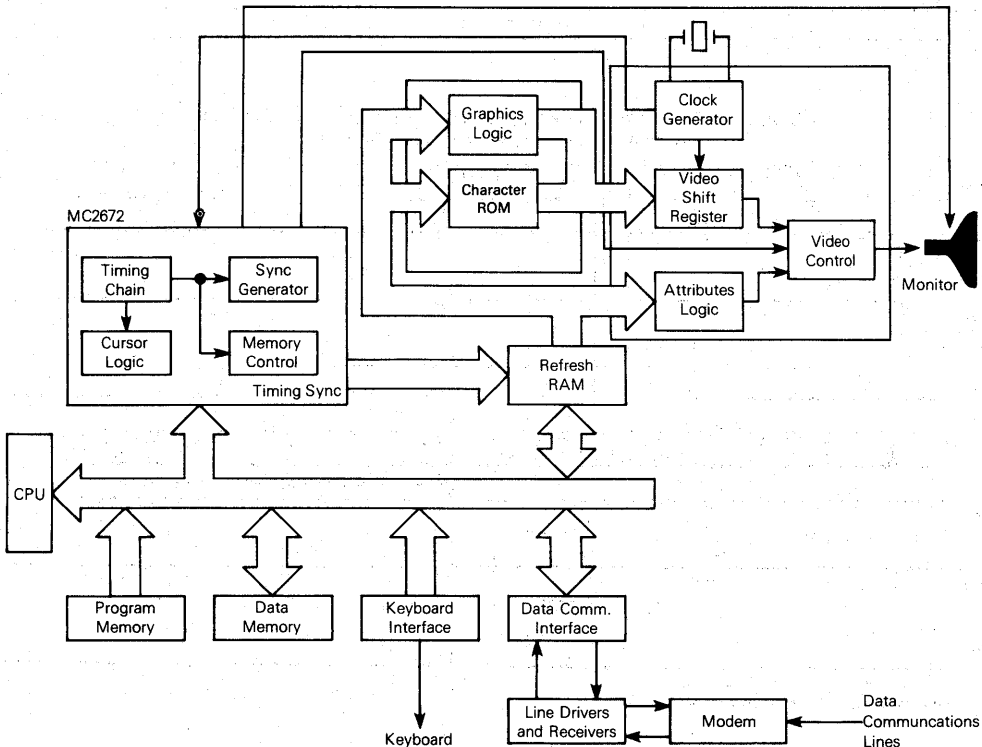 Clock
Generator
Graphics
Logic
Character
ROM
Video
Shift
Register
Video
Control
Monitor
Attributes
Logic
MC2672
Timing
Chain
Sync
Generator
Cursor
Logic
Memory
Control
Timing Sync
Refresh
RAM
CPU
Program
Memory
Data
Memory
Keyboard
Interface
Data Comm.
Interface
Keyboard
Line Drivers
and Receivers
Modem
Data
Communcations
Lines